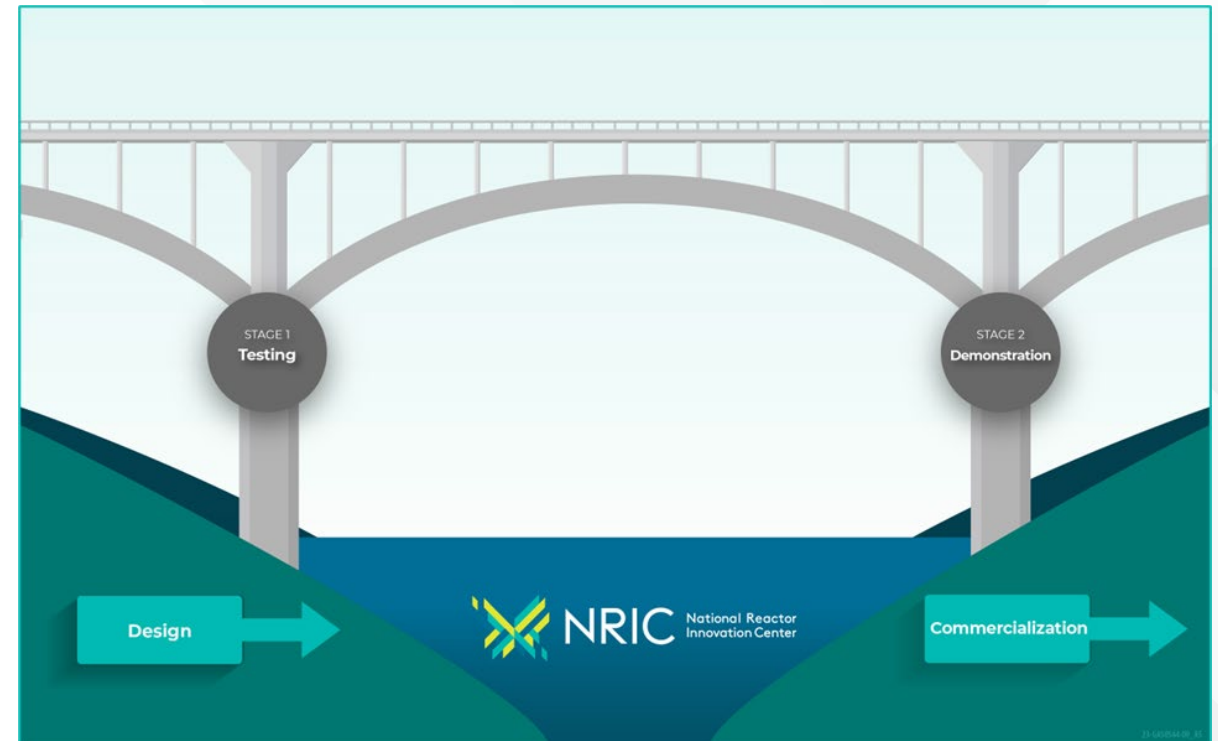 STAGE 1
Testing
STAGE 2
Demonstration
Design
NRIC
National Reactor
Innovation Center
Commercialization